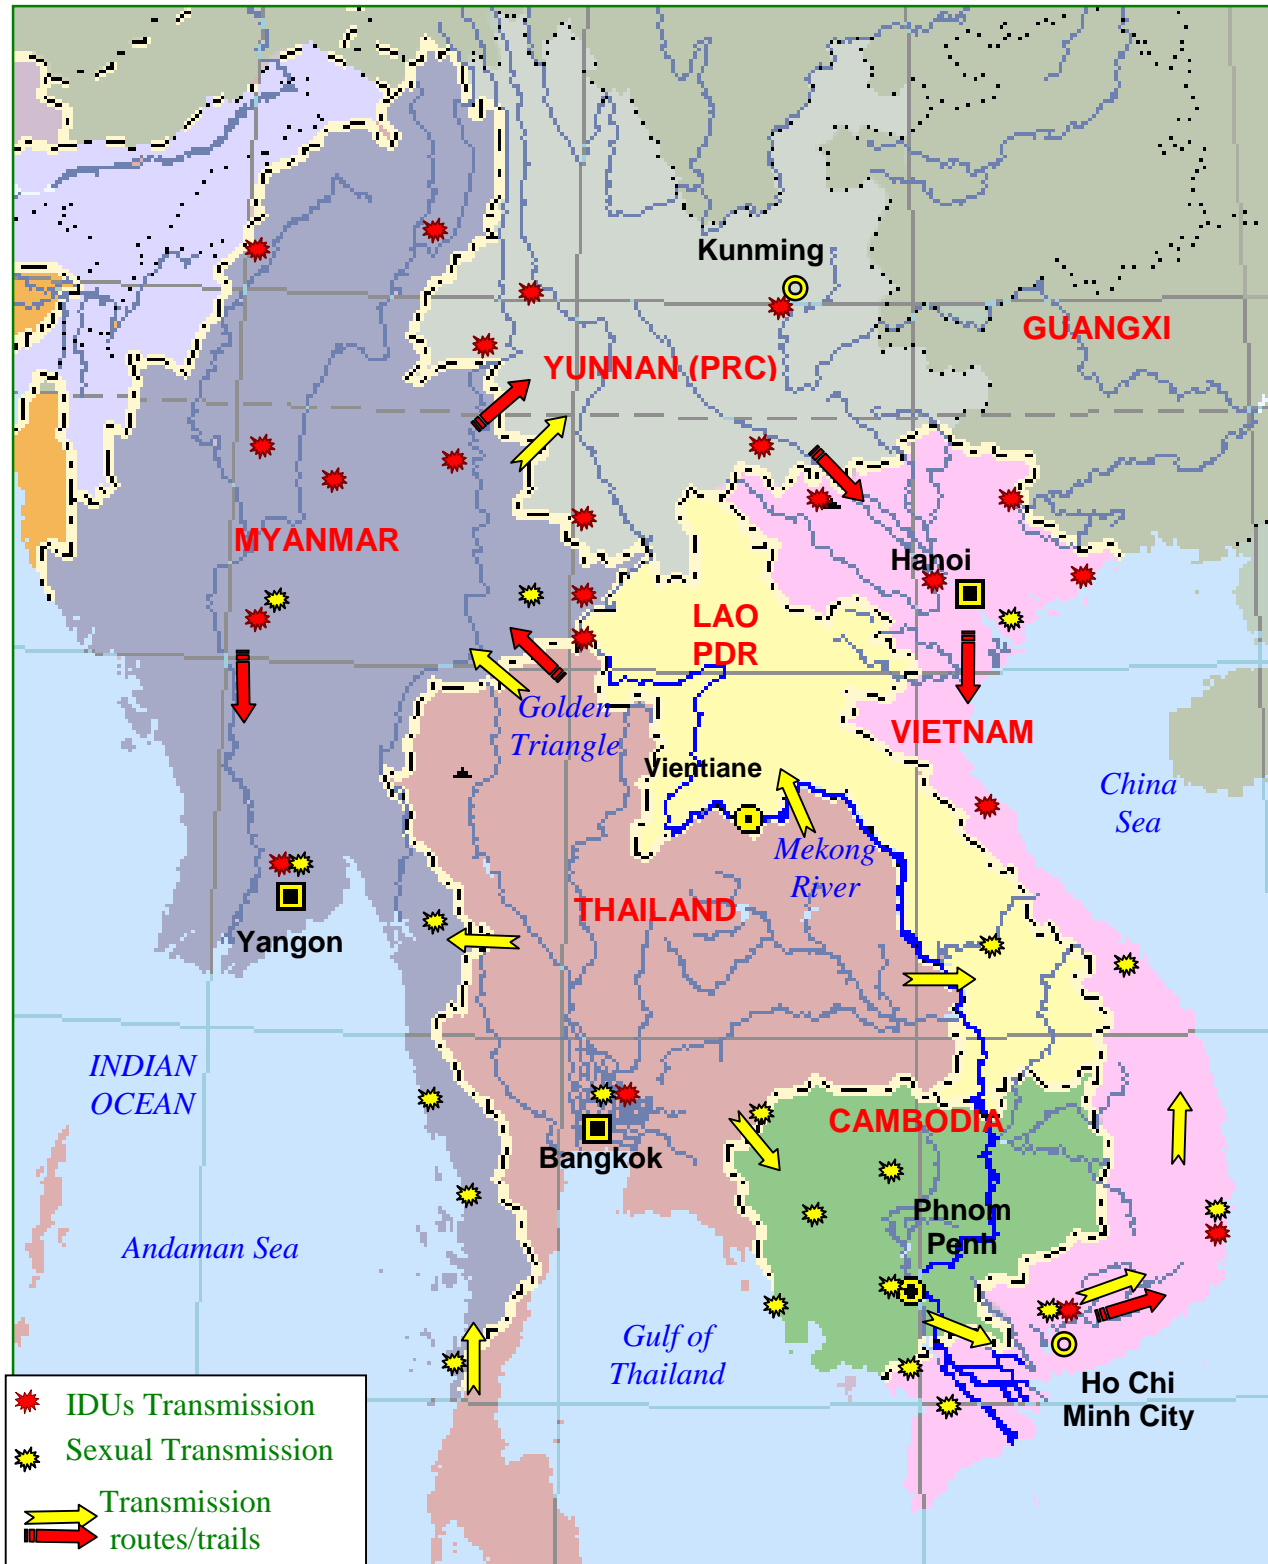 Kunming
GUANGXI
YUNNAN (PRC)
MYANMAR
Hanoi
LAO
PDR
Golden
Triangle
VIETNAM
Vientiane
China
Sea
Mekong
River
THAILAND
Yangon
INDIAN
OCEAN
CAMBODIA
Bangkok
Phnom
Penh
Andaman Sea
Gulf of
Thailand
Ho Chi
Minh City
IDUs Transmission
Sexual Transmission
Transmission
routes/trails